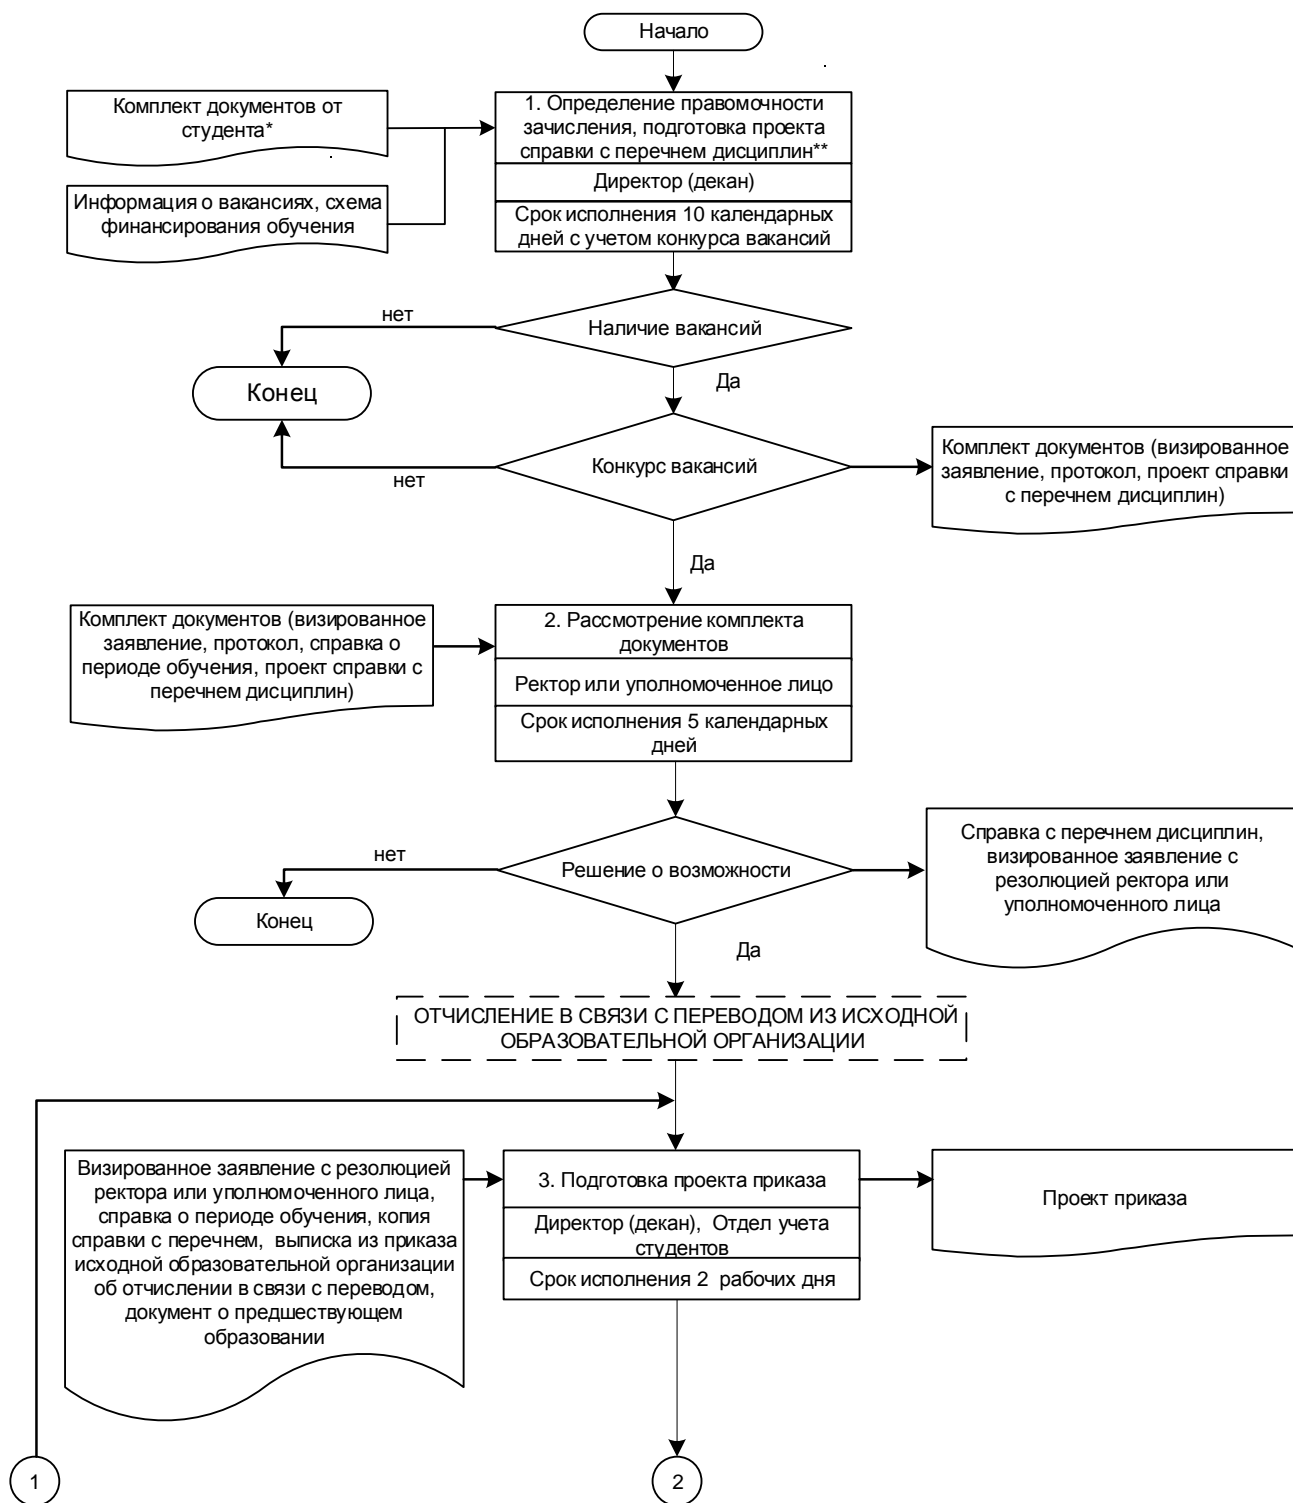 Начало
Комплект документов от
студента*
1. Определение правомочности
зачисления, подготовка проекта
справки с перечнем дисциплин**
Директор (декан)
Срок исполнения 10 календарных
дней с учетом конкурса вакансий
Информация о вакансиях, схема
финансирования обучения
нет
Наличие вакансий
Конец
Да
нет
Конкурс вакансий
Комплект документов (визированное
заявление, протокол, проект справки
с перечнем дисциплин)
Да
Комплект документов (визированное
заявление, протокол, справка о
периоде обучения, проект справки с
перечнем дисциплин)
2. Рассмотрение комплекта
документов
Ректор или уполномоченное лицо
Срок исполнения 5 календарных
дней
нет
Решение о возможности
Справка с перечнем дисциплин,
визированное заявление с
резолюцией ректора или
уполномоченного лица
Конец
Да
ОТЧИСЛЕНИЕ В СВЯЗИ С ПЕРЕВОДОМ ИЗ ИСХОДНОЙ
ОБРАЗОВАТЕЛЬНОЙ ОРГАНИЗАЦИИ
Визированное заявление с резолюцией
ректора или уполномоченного лица,
справка о периоде обучения, копия
справки с перечнем, выписка из приказа
исходной образовательной организации
об отчислении в связи с переводом,
документ о предшествующем
образовании
3. Подготовка проекта приказа
Директор (декан), Отдел учета
студентов
Срок исполнения 2 рабочих дня
Проект приказа
1
2